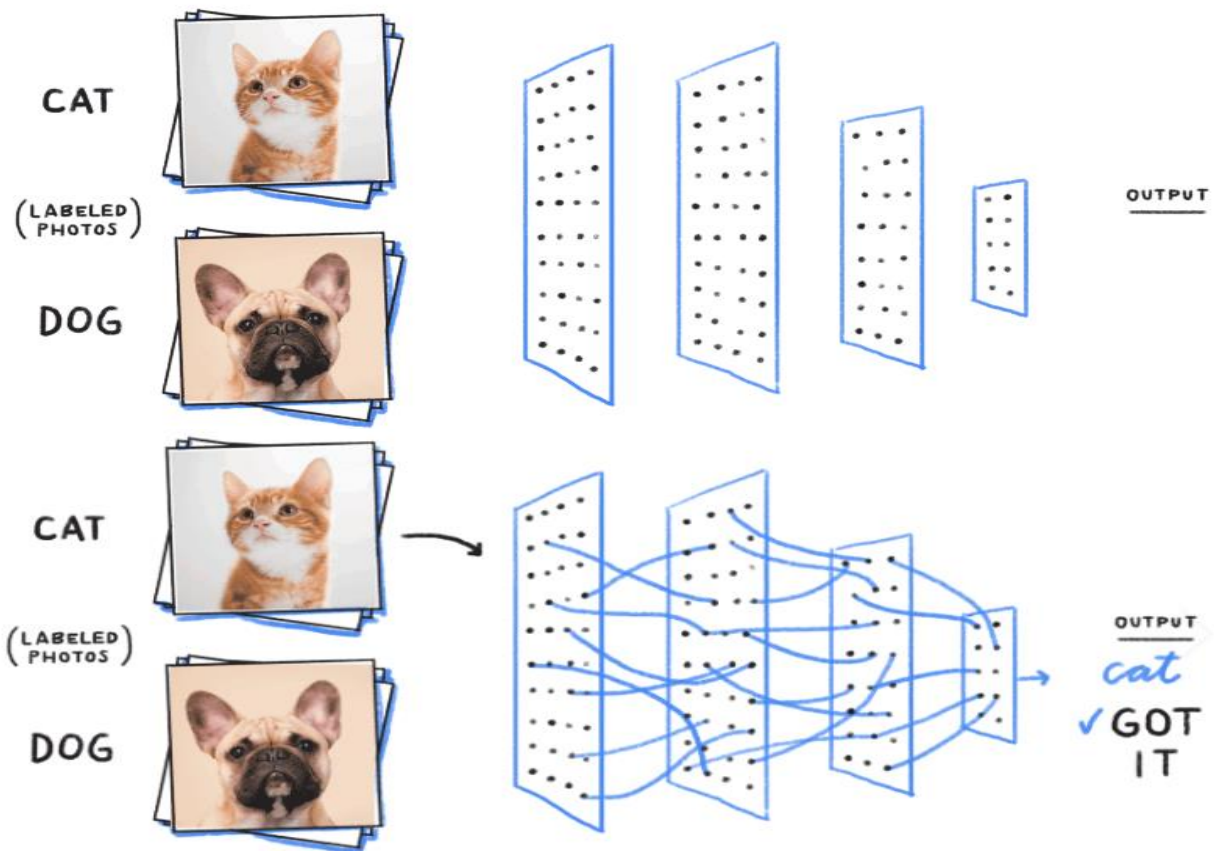 CAT
(LABELED
PHOTOS)
DOG
OUTPUT
CAT
(LABELED
PHOTOS)
DOG
OUTPUT
cat
✓GOT
IT